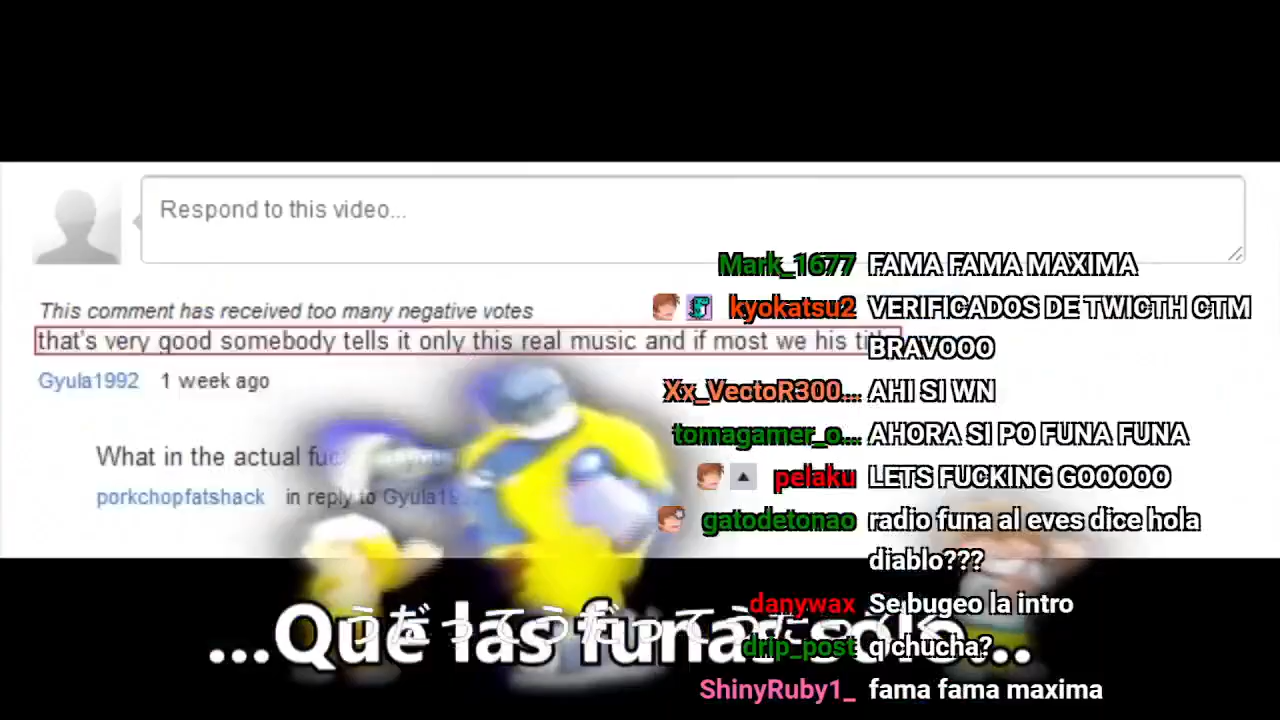 Respond to this video...
This comment has received too many negative votes
that's very good somebody tells it only this real music and if most we his
Gyula1992 1 week ago
What in the actual
porkchopfatshack in reply to
Mark_1677 FAMA FAMA MAXIMA
kyokatsu2 VERIFICADOS DE TWICTH CTM
BRAVOOO
Xx_VectoR300... AHI SI WN
tomagamer_o... AHORA SI PO FUNA FUNA
pelaku LETS FUCKING GOOOOO
gatodetonao radio funa al eves dice hola
diablo???
danywax Se bugeo la intro
drip_post q chucha?
ShinyRuby1_ fama fama maxima
...Que las funas solo...